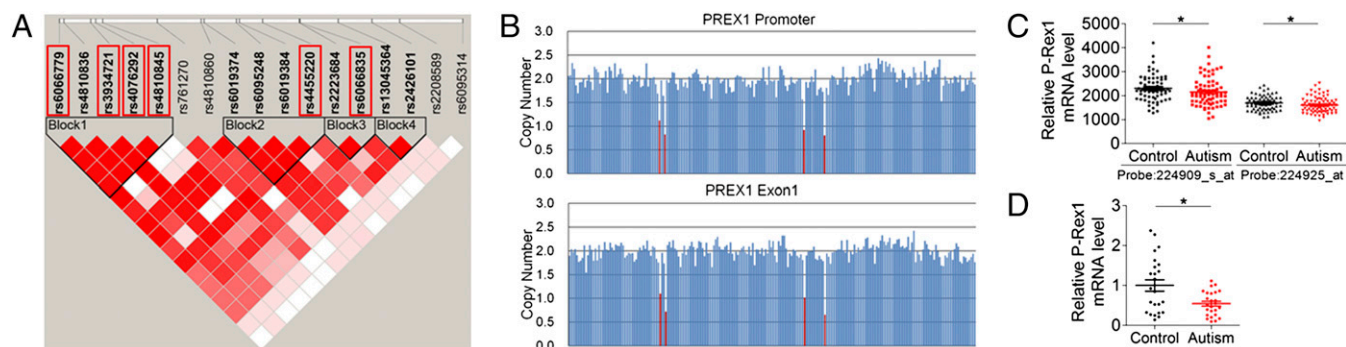 A
rs6066779
rs4810836
rs3934721
rs4076292
rs4810845
rs761270
rs4810860
rs6019374
rs6095248
rs6019384
rs4455220
rs2223684
rs6066835
rs13045364
rs2426101
rs2208589
rs6095314
Block1
Block2
Block3
Block4
B
PREX1 Promoter
Copy Number
3.0
2.5
2.0
1.5
1.0
0.5
0.0
PREX1 Exon1
Copy Number
3.0
2.5
2.0
1.5
1.0
0.5
0.0
C
Relative P-Rex1
mRNA level
5000
4000
3000
2000
1000
0
*
*
Control Autism Control Autism
Probe:224909_s_at Probe:224925_at
D
Relative P-Rex1
mRNA level
3
2
1
0
*
Control Autism